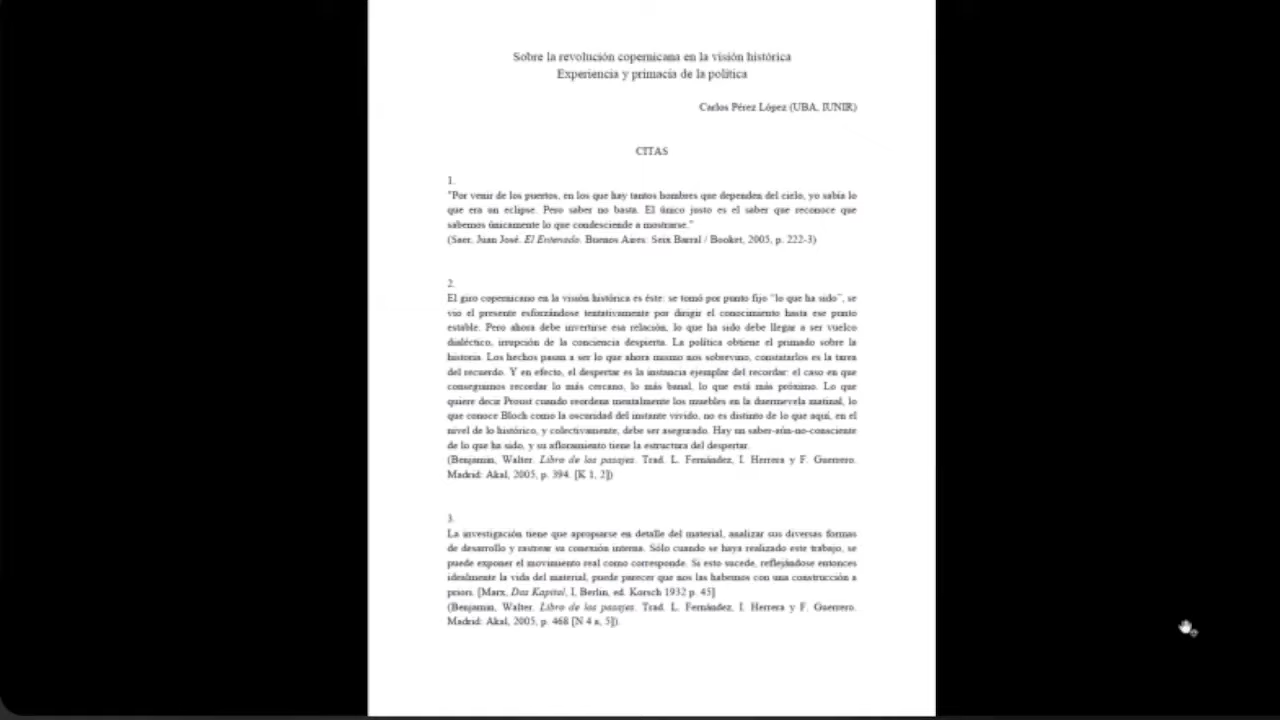 Sobre la revolución copernicana en la visión histórica
Experiencia y primacía de la política
Carlos Pérez López (UBA, IUNIR)
CITAS
1.
"Por venir de los puertos, en los que hay tantos hombres que dependen del cielo, yo sabía lo
que era un eclipse. Pero saber no basta. El único justo es el saber que reconoce que
sabemos únicamente lo que condesciende a mostrarse."
(Saer, Juan José. El Entenado. Buenos Aires: Seix Barral / Booket, 2005, p. 222-3)
2.
El giro copernicano en la visión histórica es éste: se tomó por punto fijo "lo que ha sido", se
vio el presente esforzándose tentativamente por dirigir el conocimiento hasta ese punto
estable. Pero ahora debe invertirse esa relación, lo que ha sido debe llegar a ser vuelco
dialéctico, irrupción de la conciencia despierta. La política obtiene el primado sobre la
historia. Los hechos pasan a ser lo que ahora mismo nos sobrevino, constatarlos es la tarea
del recuerdo. Y en efecto, el despertar es la instancia ejemplar del recordar: el caso en que
conseguimos recordar lo más cercano, lo más banal, lo que está más próximo. Lo que
quiere decir Proust cuando reordena mentalmente los muebles en la duermevela matinal, lo
que conoce Bloch como la oscuridad del instante vivido, no es distinto de lo que aquí, en el
nivel de lo histórico, y colectivamente, debe ser asegurado. Hay un saber-aún-no-consciente
de lo que ha sido, y su afloramiento tiene la estructura del despertar.
(Benjamin, Walter. Libro de los pasajes. Trad. L. Fernández, I. Herrera y F. Guerrero.
Madrid: Akal, 2005, p. 394. [K 1, 2])
3.
La investigación tiene que apropiarse en detalle del material, analizar sus diversas formas
de desarrollo y rastrear su conexión interna. Sólo cuando se haya realizado este trabajo, se
puede exponer el movimiento real como corresponde. Si esto sucede, reflejándose entonces
idealmente la vida del material, puede parecer que nos las habemos con una construcción a
priori. [Marx, Das Kapital, I, Berlin, ed. Korsch 1932 p. 45]
(Benjamin, Walter. Libro de los pasajes. Trad. L. Fernández, I. Herrera y F. Guerrero.
Madrid: Akal, 2005, p. 468 [N 4 a, 5]).